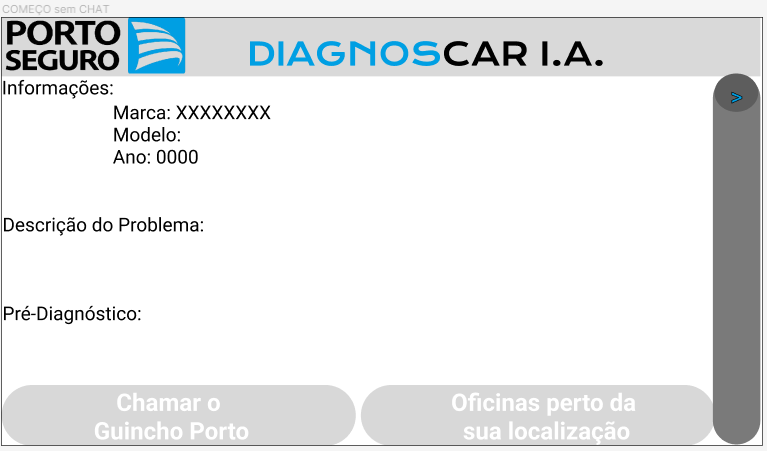 COMEÇO sem CHAT
PORTO
SEGURO
DIAGNOSCAR I.A.
Informações:
>
Marca: XXXXXXXX
Modelo:
Ano: 0000
Descrição do Problema:
Pré-Diagnóstico:
Chamar o
Guincho Porto
Oficinas perto da
sua localização